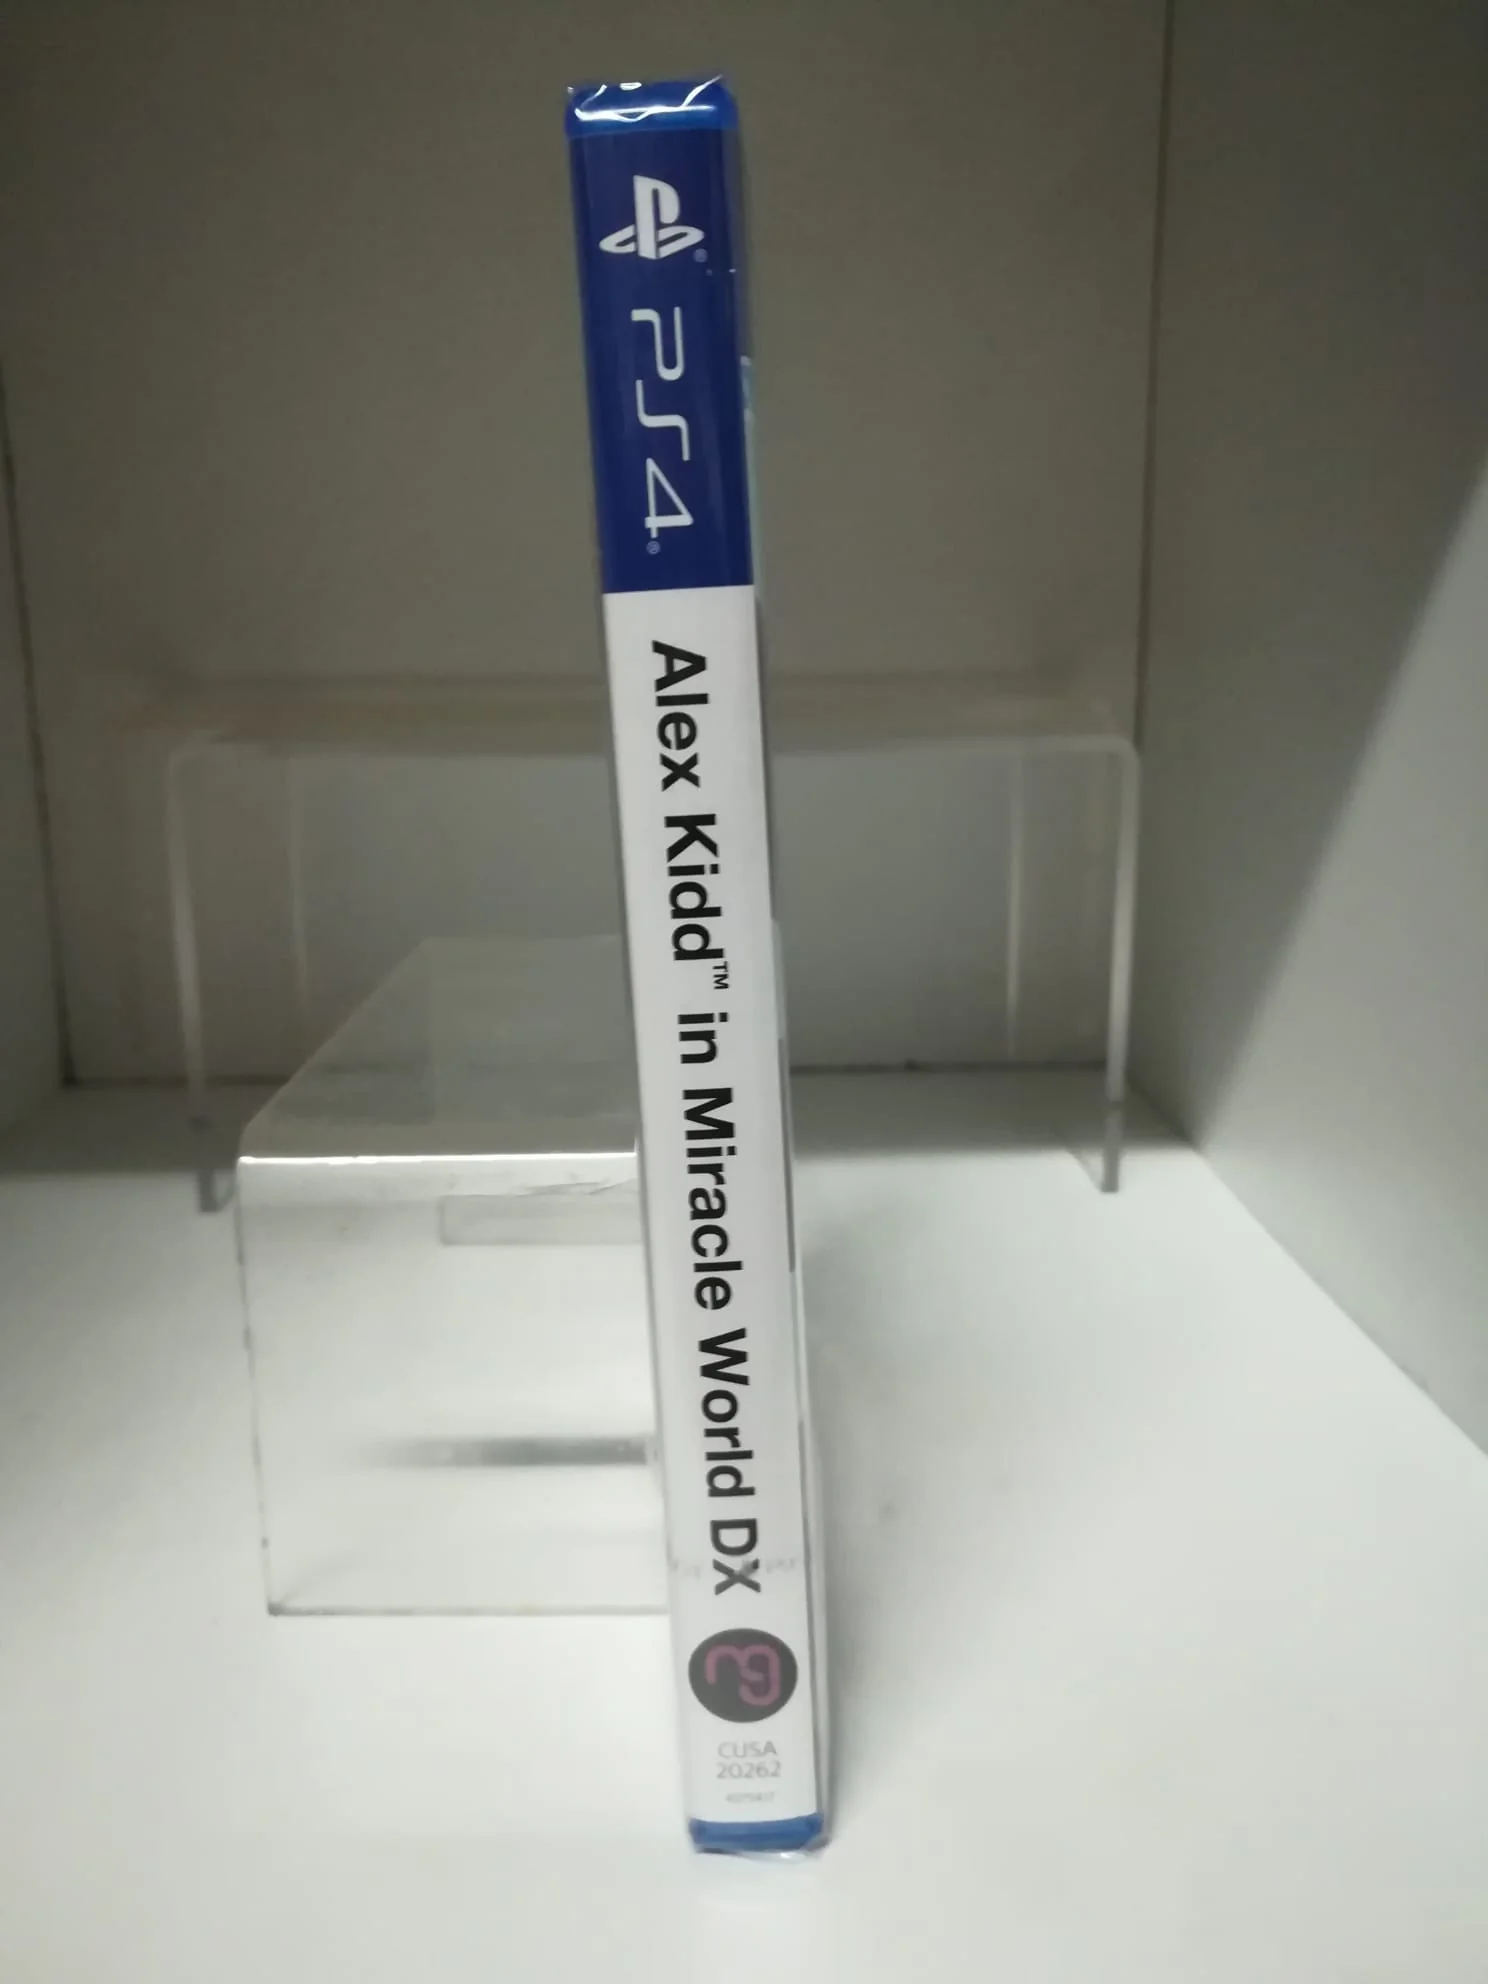 PS4®
Alex Kidd™ in Miracle World DX
CUSA
20262